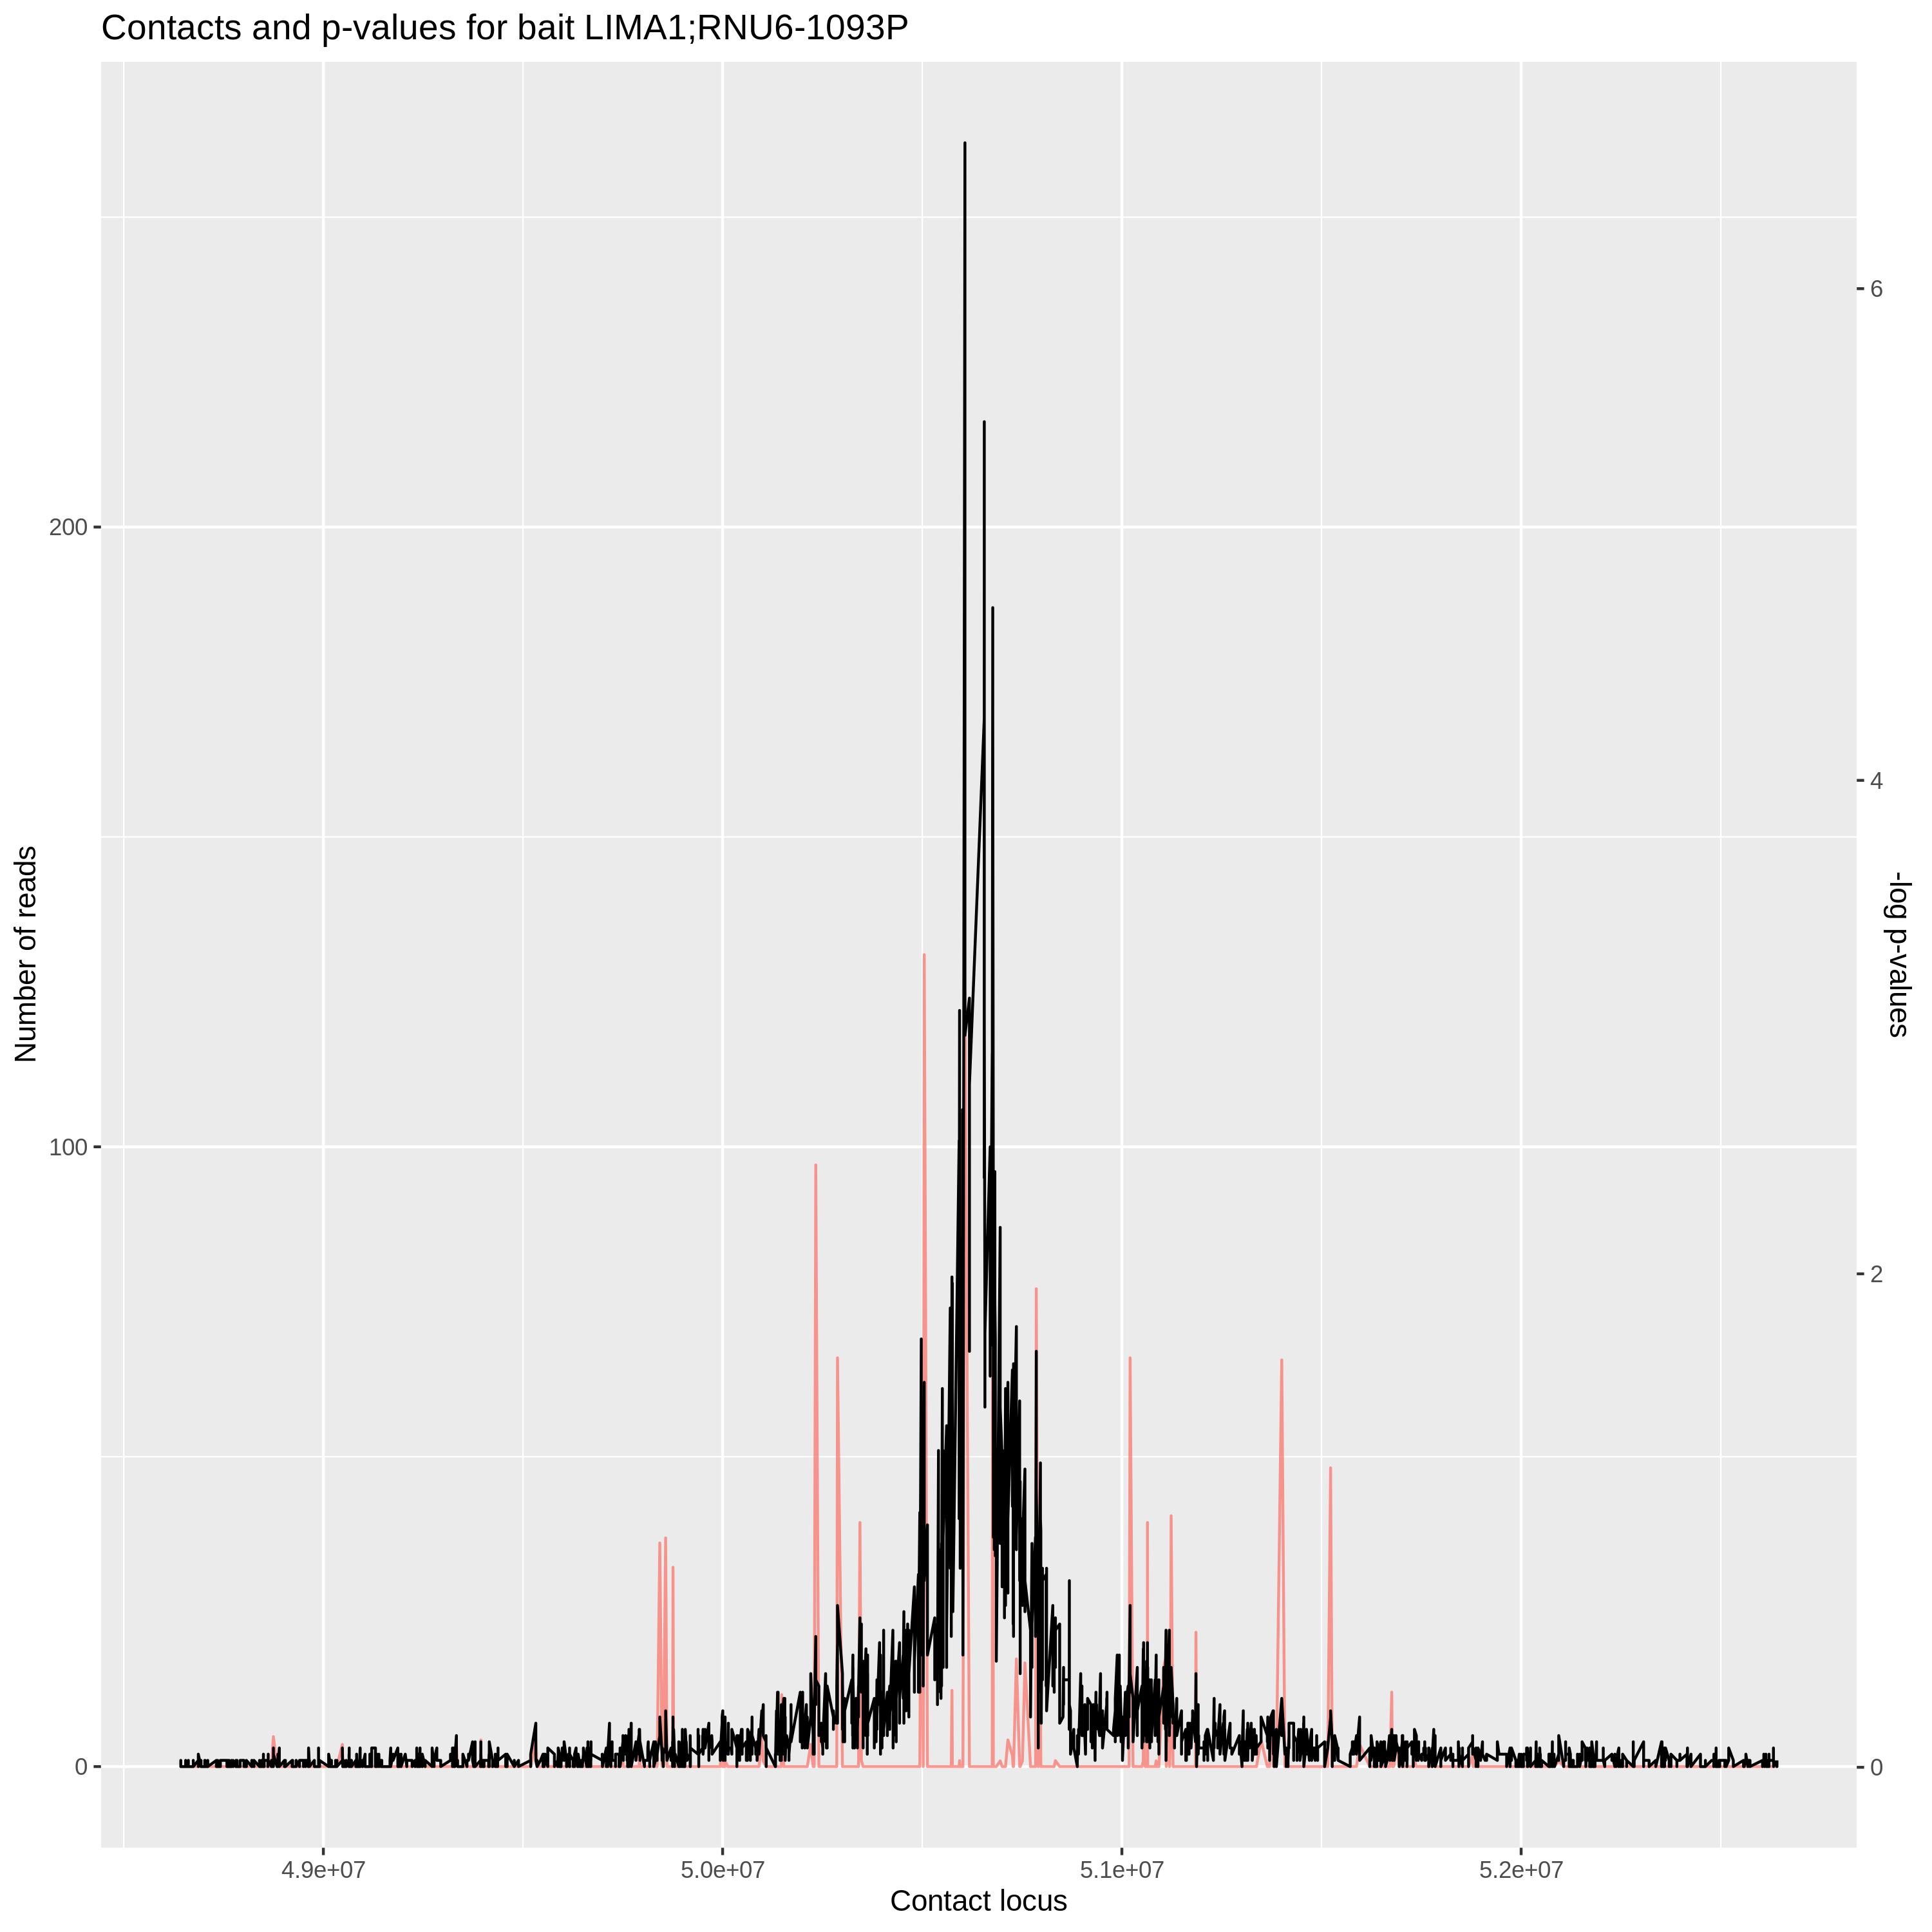 Contacts and p-values for bait LIMA1;RNU6-1093P
Number of reads
200
100
0
6
4
2
0
-log p-values
4.9e+07
5.0e+07
5.1e+07
5.2e+07
Contact locus